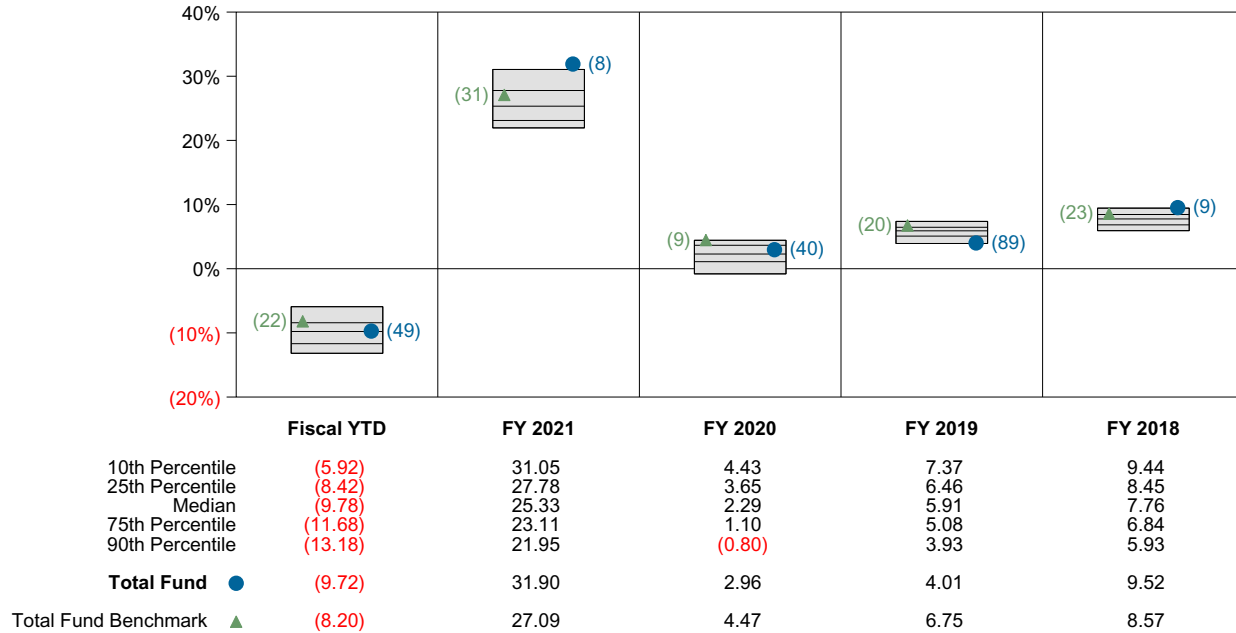 40%
(8)
30%
(31)
20%
10%
(23) (9)
(20)
(9)
(40) (89)
0%
(22) (49)
(10%)
(20%)
Fiscal YTD FY 2021 FY 2020 FY 2019 FY 2018
10th Percentile (5.92) 31.05 4.43 7.37 9.44
25th Percentile (8.42) 27.78 3.65 6.46 8.45
Median (9.78) 25.33 2.29 5.91 7.76
75th Percentile (11.68) 23.11 1.10 5.08 6.84
90th Percentile (13.18) 21.95 (0.80) 3.93 5.93
Total Fund (9.72) 31.90 2.96 4.01 9.52
Total Fund Benchmark (8.20) 27.09 4.47 6.75 8.57